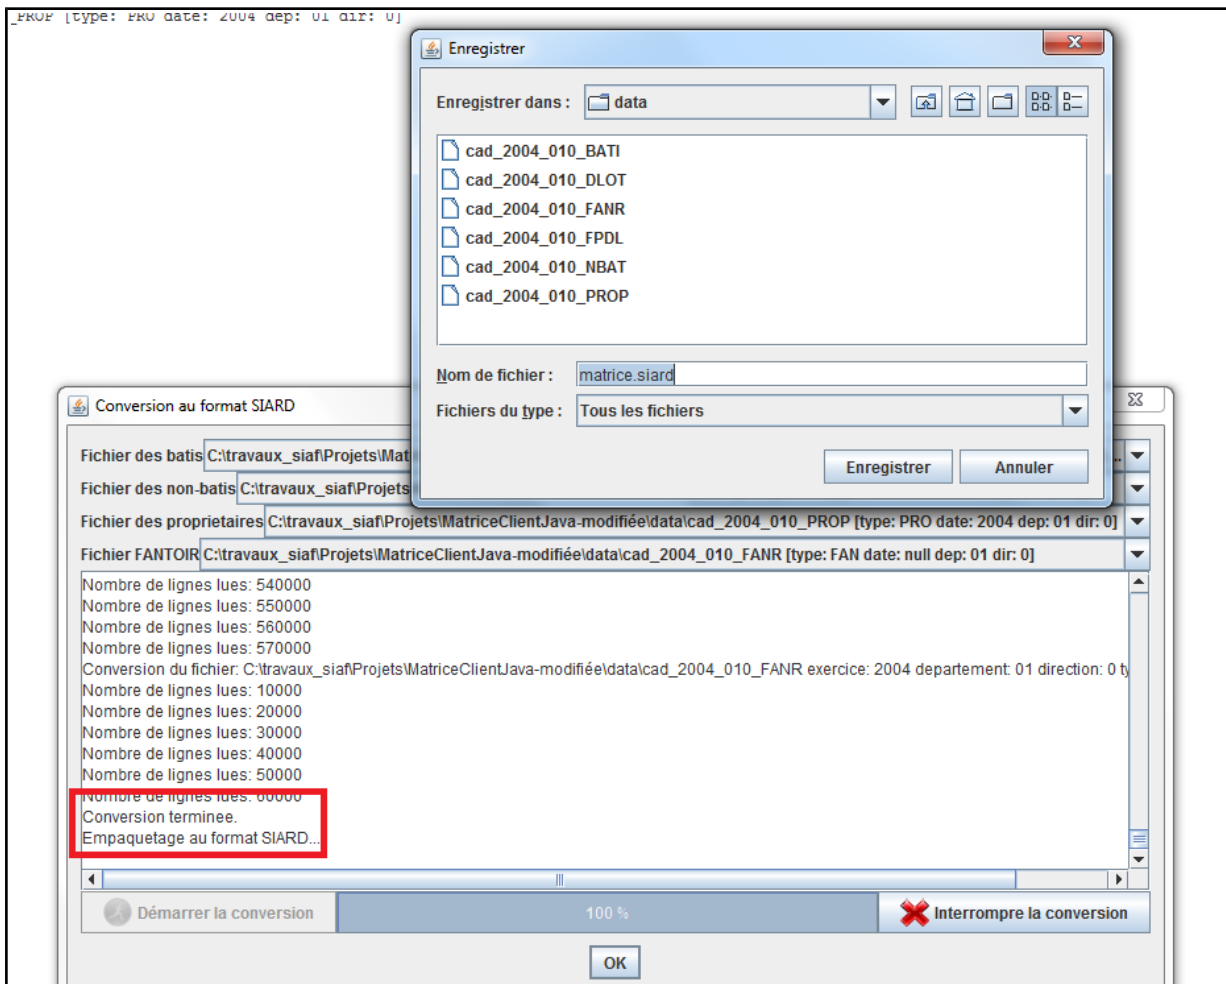 _PROP [type: PRO date: 2004 dep: 01 dir: 0]
Enregistrer
Enregistrer dans :
data
cad_2004_010_BATI
cad_2004_010_DLOT
cad_2004_010_FANR
cad_2004_010_FPDL
cad_2004_010_NBAT
cad_2004_010_PROP
Nom de fichier :
matrice.siard
Fichiers du type :
Tous les fichiers
Enregistrer
Annuler
Conversion au format SIARD
Fichier des batis C:\travaux_siaf\Projets\Mat
Fichier des non-batis C:\travaux_siaf\Projets
Fichier des proprietaires C:\travaux_siaf\Projets\MatriceClientJava-modifiée\data\cad_2004_010_PROP [type: PRO date: 2004 dep: 01 dir: 0]
Fichier FANTOIR C:\travaux_siaf\Projets\MatriceClientJava-modifiée\data\cad_2004_010_FANR [type: FAN date: null dep: 01 dir: 0]
Nombre de lignes lues: 540000
Nombre de lignes lues: 550000
Nombre de lignes lues: 560000
Nombre de lignes lues: 570000
Conversion du fichier: C:\travaux_siaf\Projets\MatriceClientJava-modifiée\data\cad_2004_010_FANR exercice: 2004 departement: 01 direction: 0 ty
Nombre de lignes lues: 10000
Nombre de lignes lues: 20000
Nombre de lignes lues: 30000
Nombre de lignes lues: 40000
Nombre de lignes lues: 50000
Nombre de lignes lues: 60000
Conversion terminee.
Empaquetage au format SIARD...
Démarrer la conversion
100 %
Interrompre la conversion
OK